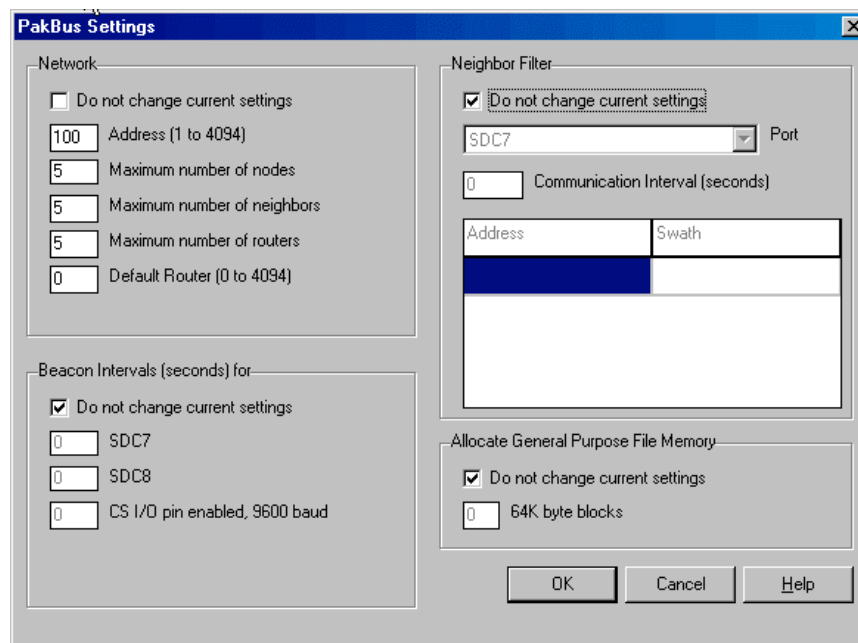 PakBus Settings
Network
Do not change current settings
100 Address (1 to 4094)
5 Maximum number of nodes
5 Maximum number of neighbors
5 Maximum number of routers
0 Default Router (0 to 4094)
Beacon Intervals (seconds) for
Do not change current settings
0 SDC7
0 SDC8
0 CS I/O pin enabled, 9600 baud
Neighbor Filter
Do not change current settings
SDC7 Port
0 Communication Interval (seconds)
Address Swath
Allocate General Purpose File Memory
Do not change current settings
0 64K byte blocks
OK Cancel Help